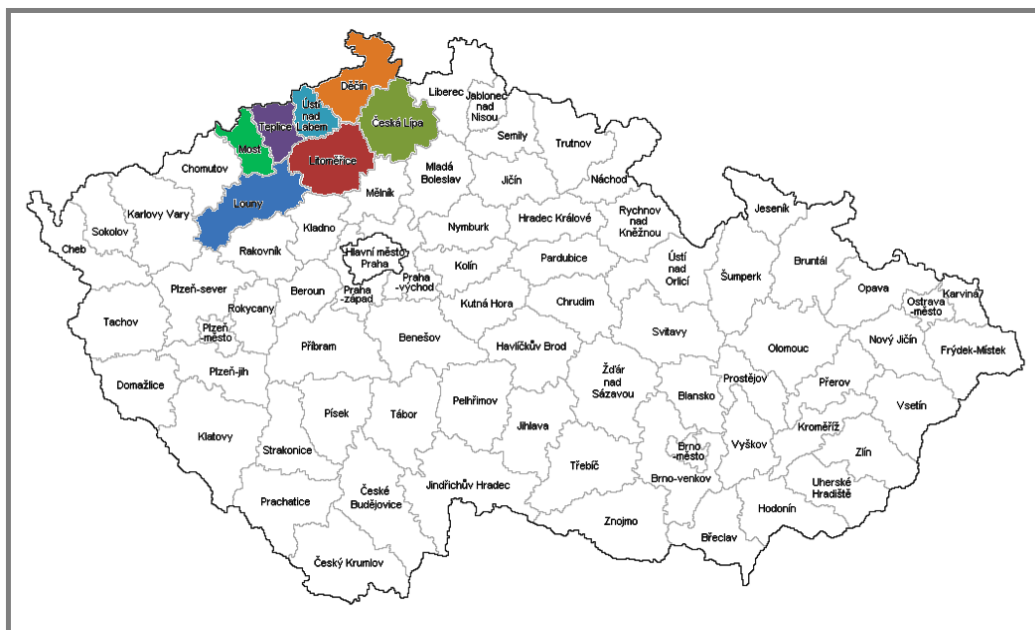 Děčín
Liberec
Jablonec
nad
Nisou
Ústí
nad
Labem
Česká Lípa
Teplice
Semily
Trutnov
Most
Litoměřice
Chomutov
Mladá
Boleslav
Jičín
Náchod
Mělník
Louny
Karlovy Vary
Jeseník
Sokolov
Kladno
Nymburk
Hradec Králové
Rychnov
nad
Kněžnou
Cheb
Rakovník
Hlavní město
Praha
Kolín
Pardubice
Ústí
nad
Orlicí
Šumperk
Bruntál
Plzeň-sever
Beroun
Praha
-západ
Praha
-východ
Opava
Karviná
Ostrava
-město
Rokycany
Kutná Hora
Chrudim
Tachov
Plzeň
-město
Svitavy
Příbram
Benešov
Havlíčkův Brod
Olomouc
Nový Jičín
Frýdek-Místek
Plzeň-jih
Žďár
nad
Sázavou
Prostějov
Přerov
Domažlice
Blansko
Písek
Tábor
Pelhřimov
Jihlava
Vsetín
Kroměříž
Klatovy
Strakonice
Brno
-město
Vyškov
Zlín
Třebíč
Brno-venkov
Uherské
Hradiště
Prachatice
České
Budějovice
Jindřichův Hradec
Hodonín
Znojmo
Břeclav
Český Krumlov